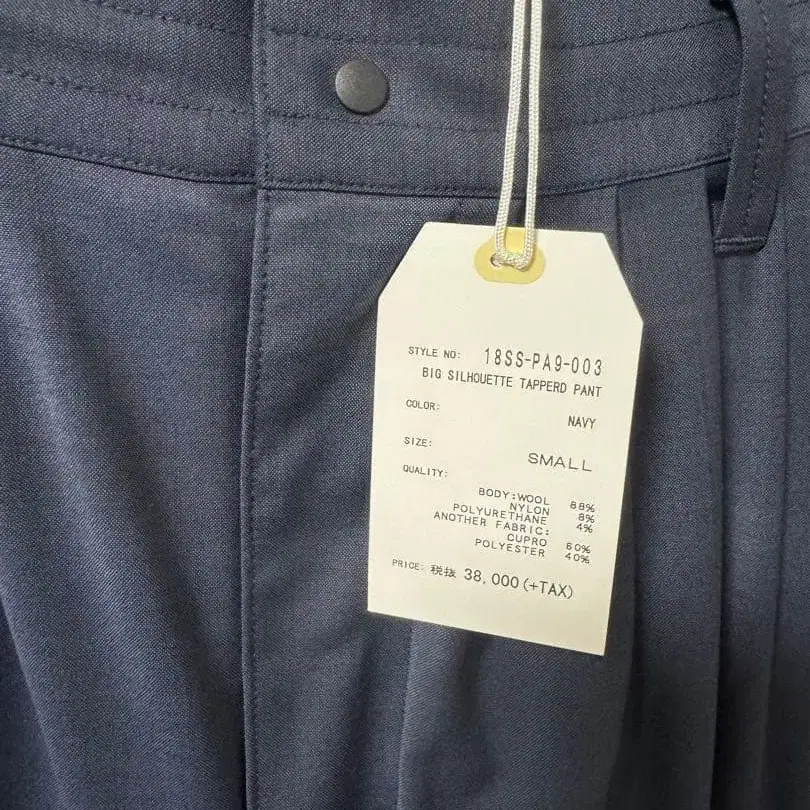 STYLE NO: 18SS-PA9-003
BIG SILHOUETTE TAPPERD PANT
COLOR: NAVY
SIZE: SMALL
QUALITY:
BODY:WOOL 88%
NYLON 8%
POLYURETHANE 4%
ANOTHER FABRIC:
CUPRO 60%
POLYESTER 40%
PRICE: 税抜 38,000(+TAX)